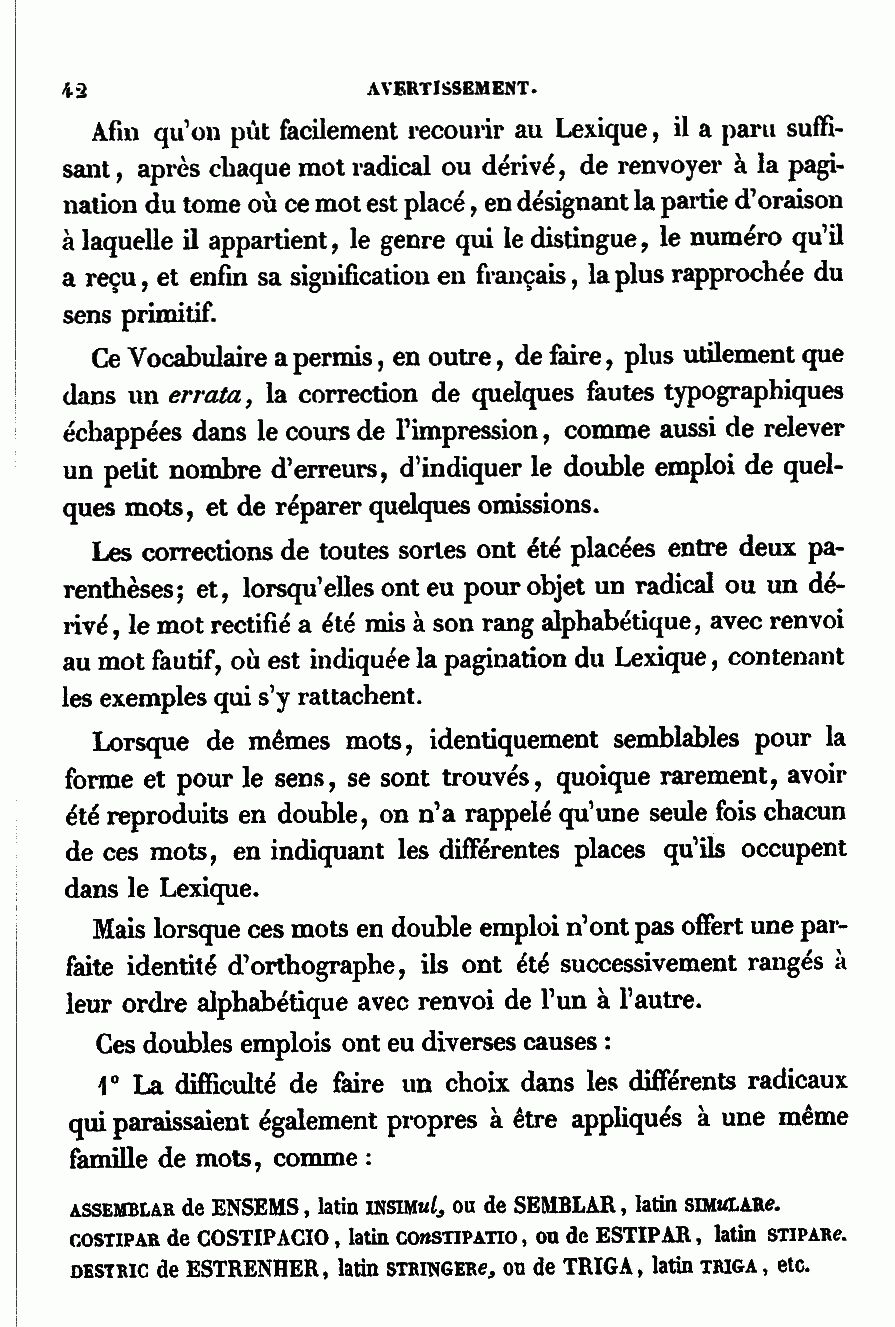 42 AVERTISSEMENT.
Afin qu'on pût facilement recourir au Lexique, il a paru suffi-
sant, après chaque mot radical ou dérivé, de renvoyer à la pagi-
nation du tome où ce mot est placé, en désignant la partie d'oraison
à laquelle il appartient, le genre qui le distingue, le numéro qu'il
a reçu, et enfin sa signification en français, la plus rapprochée du
sens primitif.
Ce Vocabulaire a permis, en outre, de faire, plus utilement que
dans un errata, la correction de quelques fautes typographiques
échappées dans le cours de l'impression, comme aussi de relever
un petit nombre d'erreurs, d'indiquer le double emploi de quel-
ques mots, et de réparer quelques omissions.
Les corrections de toutes sortes ont été placées entre deux pa-
renthèses; et, lorsqu'elles ont eu pour objet un radical ou un dé-
rivé, le mot rectifié a été mis à son rang alphabétique, avec renvoi
au mot fautif, où est indiquée la pagination du Lexique, contenant
les exemples qui s'y rattachent.
Lorsque de mêmes mots, identiquement semblables pour la
forme et pour le sens, se sont trouvés, quoique rarement, avoir
été reproduits en double, on n'a rappelé qu'une seule fois chacun
de ces mots, en indiquant les différentes places qu'ils occupent
dans le Lexique.
Mais lorsque ces mots en double emploi n'ont pas offert une par-
faite identité d'orthographe, ils ont été successivement rangés à
leur ordre alphabétique avec renvoi de l'un à l'autre.
Ces doubles emplois ont eu diverses causes :
1° La difficulté de faire un choix dans les différents radicaux
qui paraissaient également propres à être appliqués à une même
famille de mots, comme :
ASSEMBLAR de ENSEMS, latin INSIMul, ou de SEMBLAR, latin SIMuLARe.
COSTIPAR de COSTIPACIO, latin COnSTIPATIO, ou de ESTIPAR, latin STIPARe.
DESTRIC de ESTRENHER, latin STRINGERe, ou de TRIGA, latin TRIGA, etc.